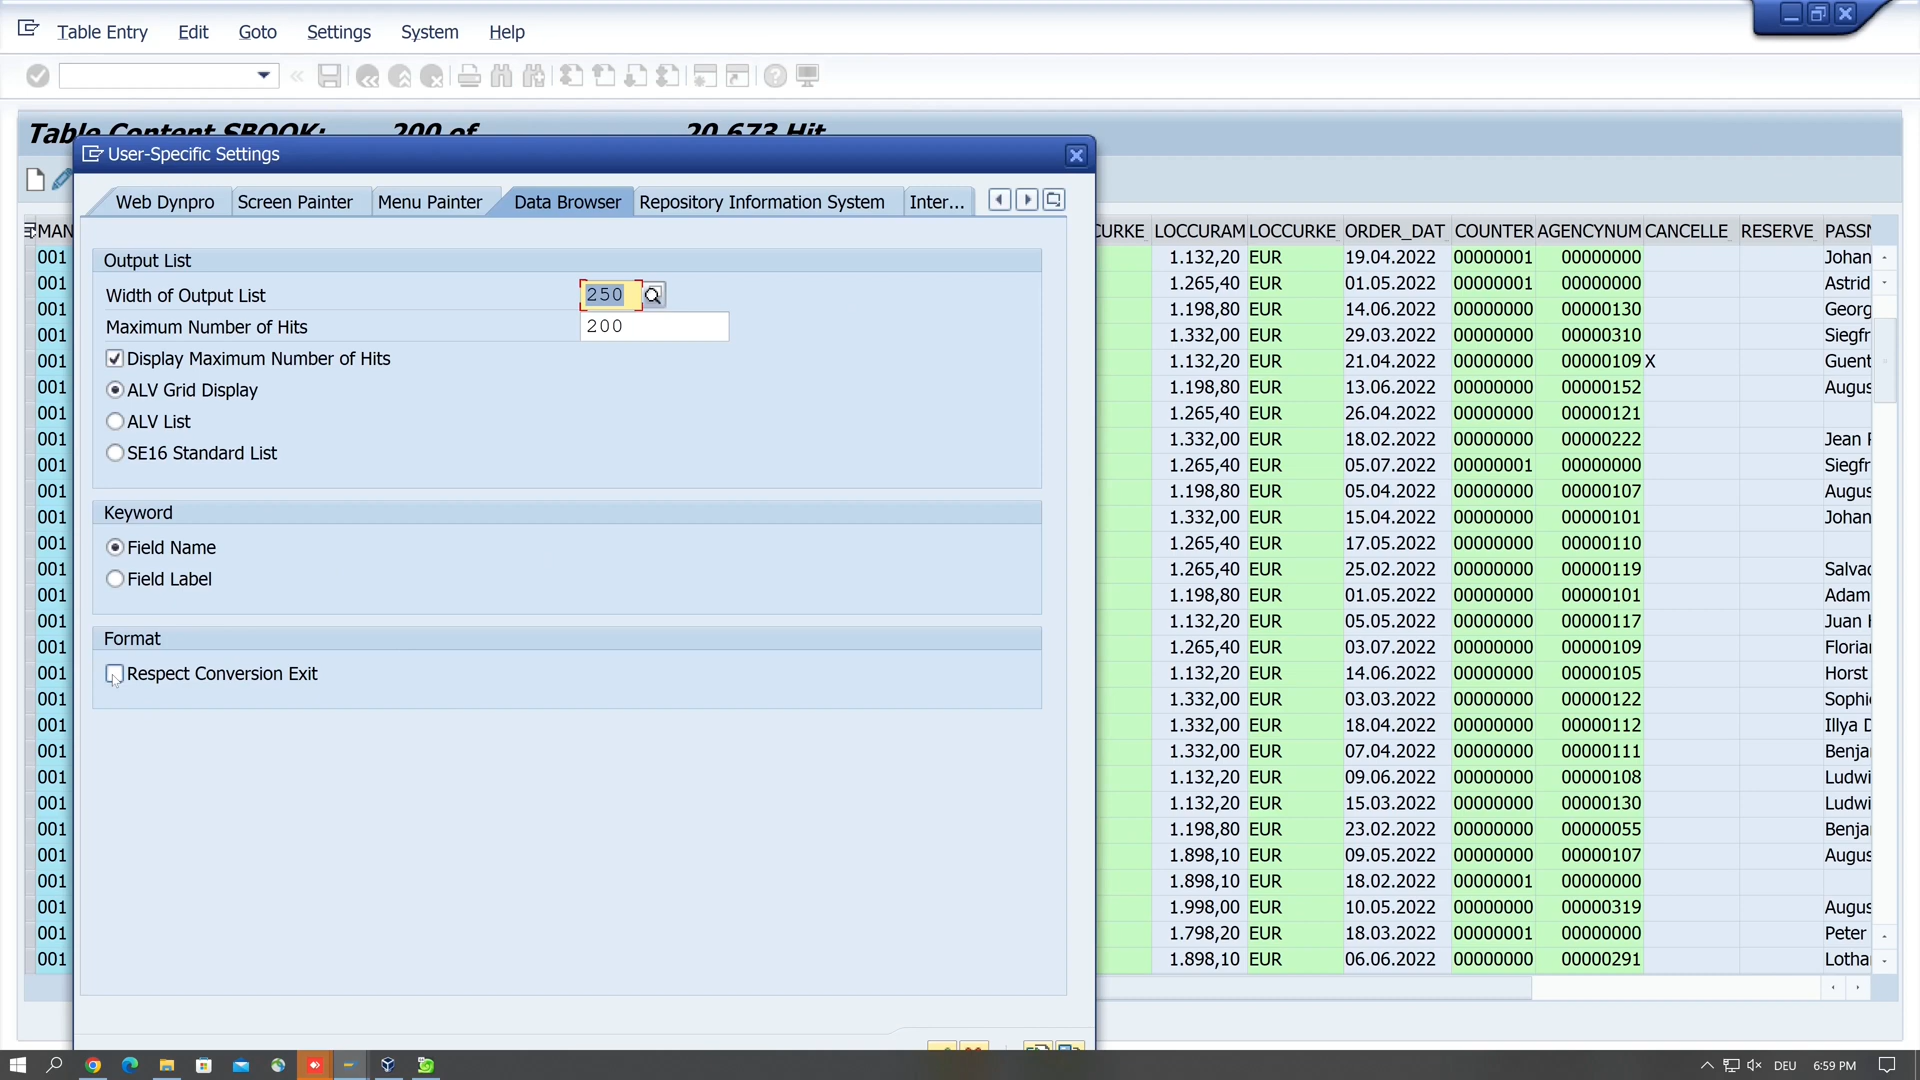 Table Entry Edit Goto Settings System Help
Table Content SBOOK: 200 of 20.673 Hit
User-Specific Settings
Web Dynpro Screen Painter Menu Painter Data Browser Repository Information System Inter...
Output List
Width of Output List 250
Maximum Number of Hits 200
Display Maximum Number of Hits
ALV Grid Display
ALV List
SE16 Standard List
Keyword
Field Name
Field Label
Format
Respect Conversion Exit
MAN CURKE LOCCURAM LOCCURKE ORDER_DAT COUNTER AGENCYNUM CANCELLE RESERVE PASSN
001 1.132,20 EUR 19.04.2022 00000001 00000000 Johan
001 1.265,40 EUR 01.05.2022 00000001 00000000 Astrid
001 1.198,80 EUR 14.06.2022 00000000 00000130 Georg
001 1.332,00 EUR 29.03.2022 00000000 00000310 Siegfr
001 1.132,20 EUR 21.04.2022 00000000 00000109 X Guent
001 1.198,80 EUR 13.06.2022 00000000 00000152 Augus
001 1.265,40 EUR 26.04.2022 00000000 00000121
001 1.332,00 EUR 18.02.2022 00000000 00000222 Jean
001 1.265,40 EUR 05.07.2022 00000001 00000000 Siegfr
001 1.198,80 EUR 05.04.2022 00000000 00000107 Augus
001 1.332,00 EUR 15.04.2022 00000000 00000101 Johan
001 1.265,40 EUR 17.05.2022 00000000 00000110
001 1.265,40 EUR 25.02.2022 00000000 00000119 Salvad
001 1.198,80 EUR 01.05.2022 00000000 00000101 Adam
001 1.132,20 EUR 05.05.2022 00000000 00000117 Juan
001 1.265,40 EUR 03.07.2022 00000000 00000109 Florian
001 1.132,20 EUR 14.06.2022 00000000 00000105 Horst
001 1.332,00 EUR 03.03.2022 00000000 00000122 Sophie
001 1.332,00 EUR 18.04.2022 00000000 00000112 Illya D
001 1.332,00 EUR 07.04.2022 00000000 00000111 Benja
001 1.132,20 EUR 09.06.2022 00000000 00000108 Ludwi
001 1.132,20 EUR 15.03.2022 00000000 00000130 Ludwi
001 1.198,80 EUR 23.02.2022 00000000 00000055 Benja
001 1.898,10 EUR 09.05.2022 00000000 00000107 Augus
001 1.898,10 EUR 18.02.2022 00000001 00000000
001 1.998,00 EUR 10.05.2022 00000000 00000319 Augus
001 1.798,20 EUR 18.03.2022 00000001 00000000 Peter
001 1.898,10 EUR 06.06.2022 00000000 00000291 Lotha
DEU 6:59 PM